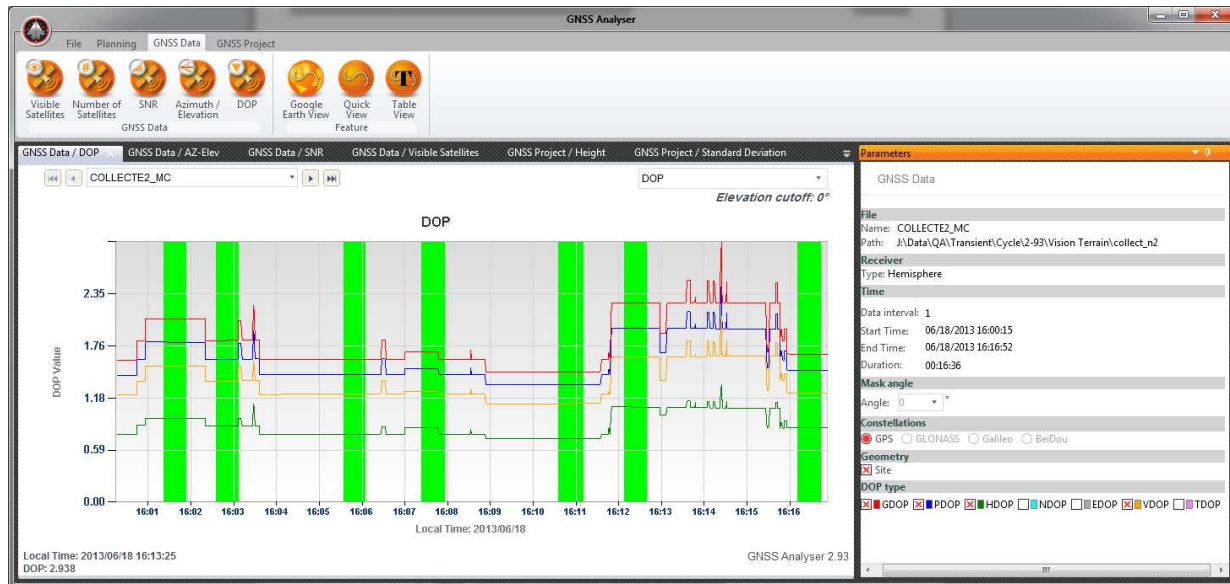 GNSS Analyser
File Planning GNSS Data GNSS Project
Visible Satellites
Number of Satellites
SNR
Azimuth / Elevation
DOP
Google Earth View
Quick View
Table View
GNSS Data
Feature
GNSS Data / DOP
GNSS Data / AZ-Elev
GNSS Data / SNR
GNSS Data / Visible Satellites
GNSS Project / Height
GNSS Project / Standard Deviation
COLLECTE2_MC
DOP
Elevation cutoff: 0°
DOP
DOP Value
2.35
1.76
1.18
0.59
0.00
16:01 16:02 16:03 16:04 16:05 16:06 16:07 16:08 16:09 16:10 16:11 16:12 16:13 16:14 16:15 16:16
Local Time: 2013/06/18
Local Time: 2013/06/18 16:13:25
DOP: 2.938
GNSS Analyser 2.93
Parameters
GNSS Data
File
Name: COLLECTE2_MC
Path: J:\Data\QA\Transient\Cycle\2-93\Vision Terrain\collect_n2
Receiver
Type: Hemisphere
Time
Data interval: 1
Start Time: 06/18/2013 16:00:15
End Time: 06/18/2013 16:16:52
Duration: 00:16:36
Mask angle
Angle: 0 °
Constellations
GPS GLONASS Galileo BeiDou
Geometry
Site
DOP type
GDOP PDOP HDOP NDOP EDOP VDOP TDOP